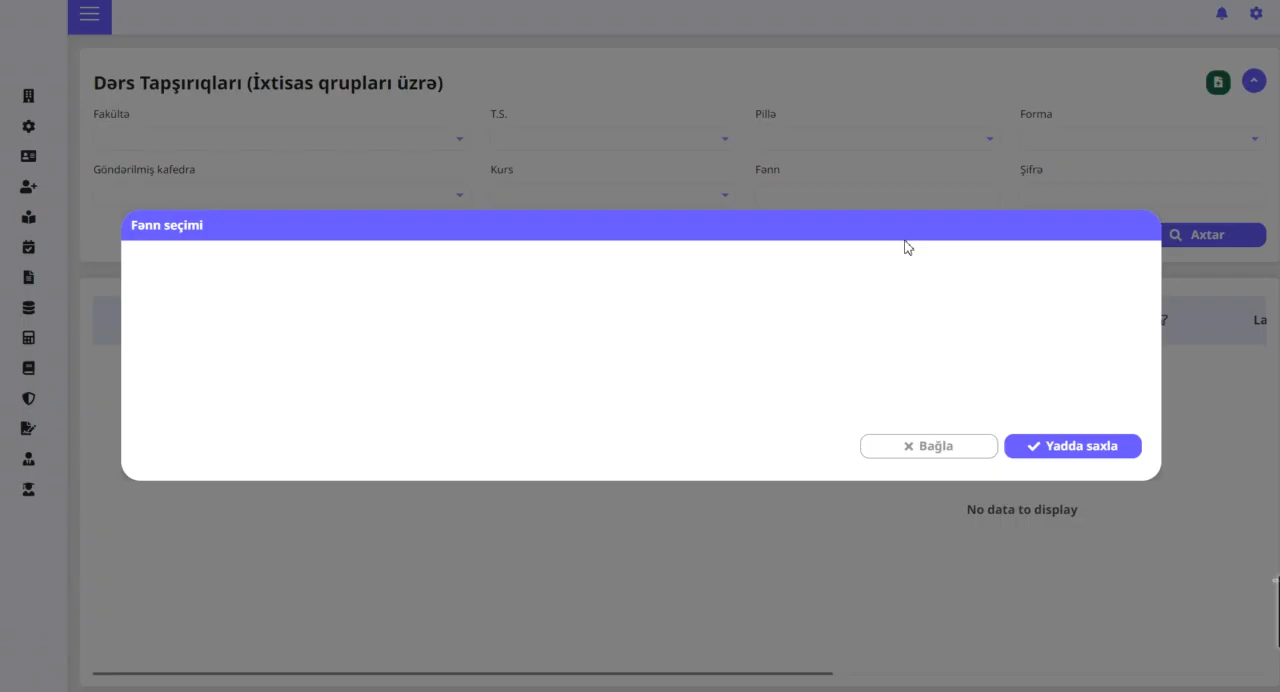 Dərs Tapşırıqları (İxtisas qrupları üzrə)
Fakültə T.S. Pillə Forma
Göndərilmiş kafedra Kurs Fənn Şifrə
Fənn seçimi
Axtar
La
Bağla Yadda saxla
No data to display